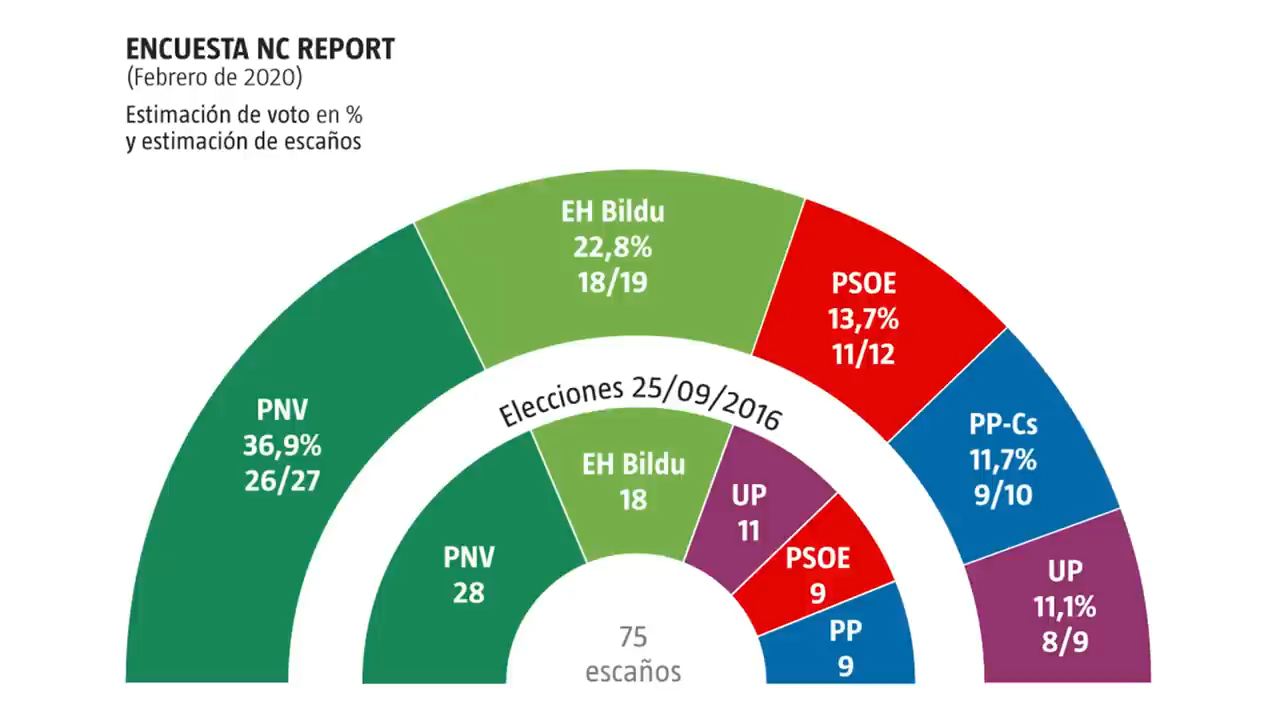 ENCUESTA NC REPORT
(Febrero de 2020)
Estimación de voto en %
y estimación de escaños
EH Bildu
22,8%
18/19
PSOE
13,7%
11/12
PNV
36,9%
26/27
PP-Cs
11,7%
9/10
UP
11,1%
8/9
Elecciones 25/09/2016
EH Bildu
18
UP
11
PNV
28
PSOE
9
PP
9
75
escaños